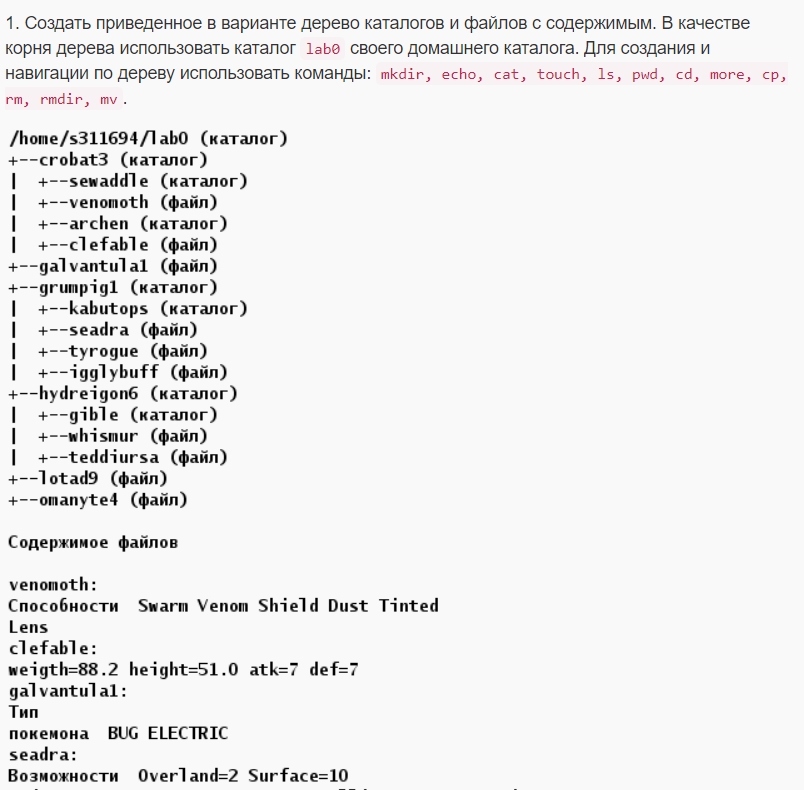 1. Создать приведенное в варианте дерево каталогов и файлов с содержимым. В качестве
корня дерева использовать каталог lab0 своего домашнего каталога. Для создания и
навигации по дереву использовать команды: mkdir, echo, cat, touch, ls, pwd, cd, more, cp,
rm, rmdir, mv.
/home/s311694/lab0 (каталог)
+--crobat3 (каталог)
|  +--sewaddle (каталог)
|  +--venomoth (файл)
|  +--archen (каталог)
|  +--clefable (файл)
+--galvantula1 (файл)
+--grumpig1 (каталог)
|  +--kabutops (каталог)
|  +--seadra (файл)
|  +--tyrogue (файл)
|  +--igglybuff (файл)
+--hydreigon6 (каталог)
|  +--gible (каталог)
|  +--whismur (файл)
|  +--teddiursa (файл)
+--lotad9 (файл)
+--omanyte4 (файл)
Содержимое файлов
venomoth:
Способности  Swarm Venom Shield Dust Tinted
Lens
clefable:
weigth=88.2 height=51.0 atk=7 def=7
galvantula1:
Тип
покемона  BUG ELECTRIC
seadra:
Возможности  Overland=2 Surface=10